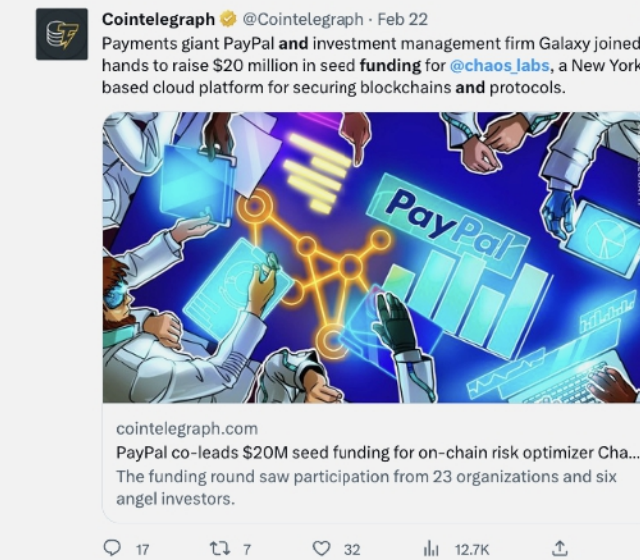 Cointelegraph @Cointelegraph · Feb 22
Payments giant PayPal and investment management firm Galaxy joined
hands to raise $20 million in seed funding for @chaos_labs, a New York
based cloud platform for securing blockchains and protocols.
PayPal
cointelegraph.com
PayPal co-leads $20M seed funding for on-chain risk optimizer Cha...
The funding round saw participation from 23 organizations and six
angel investors.
17 7 32 12.7K